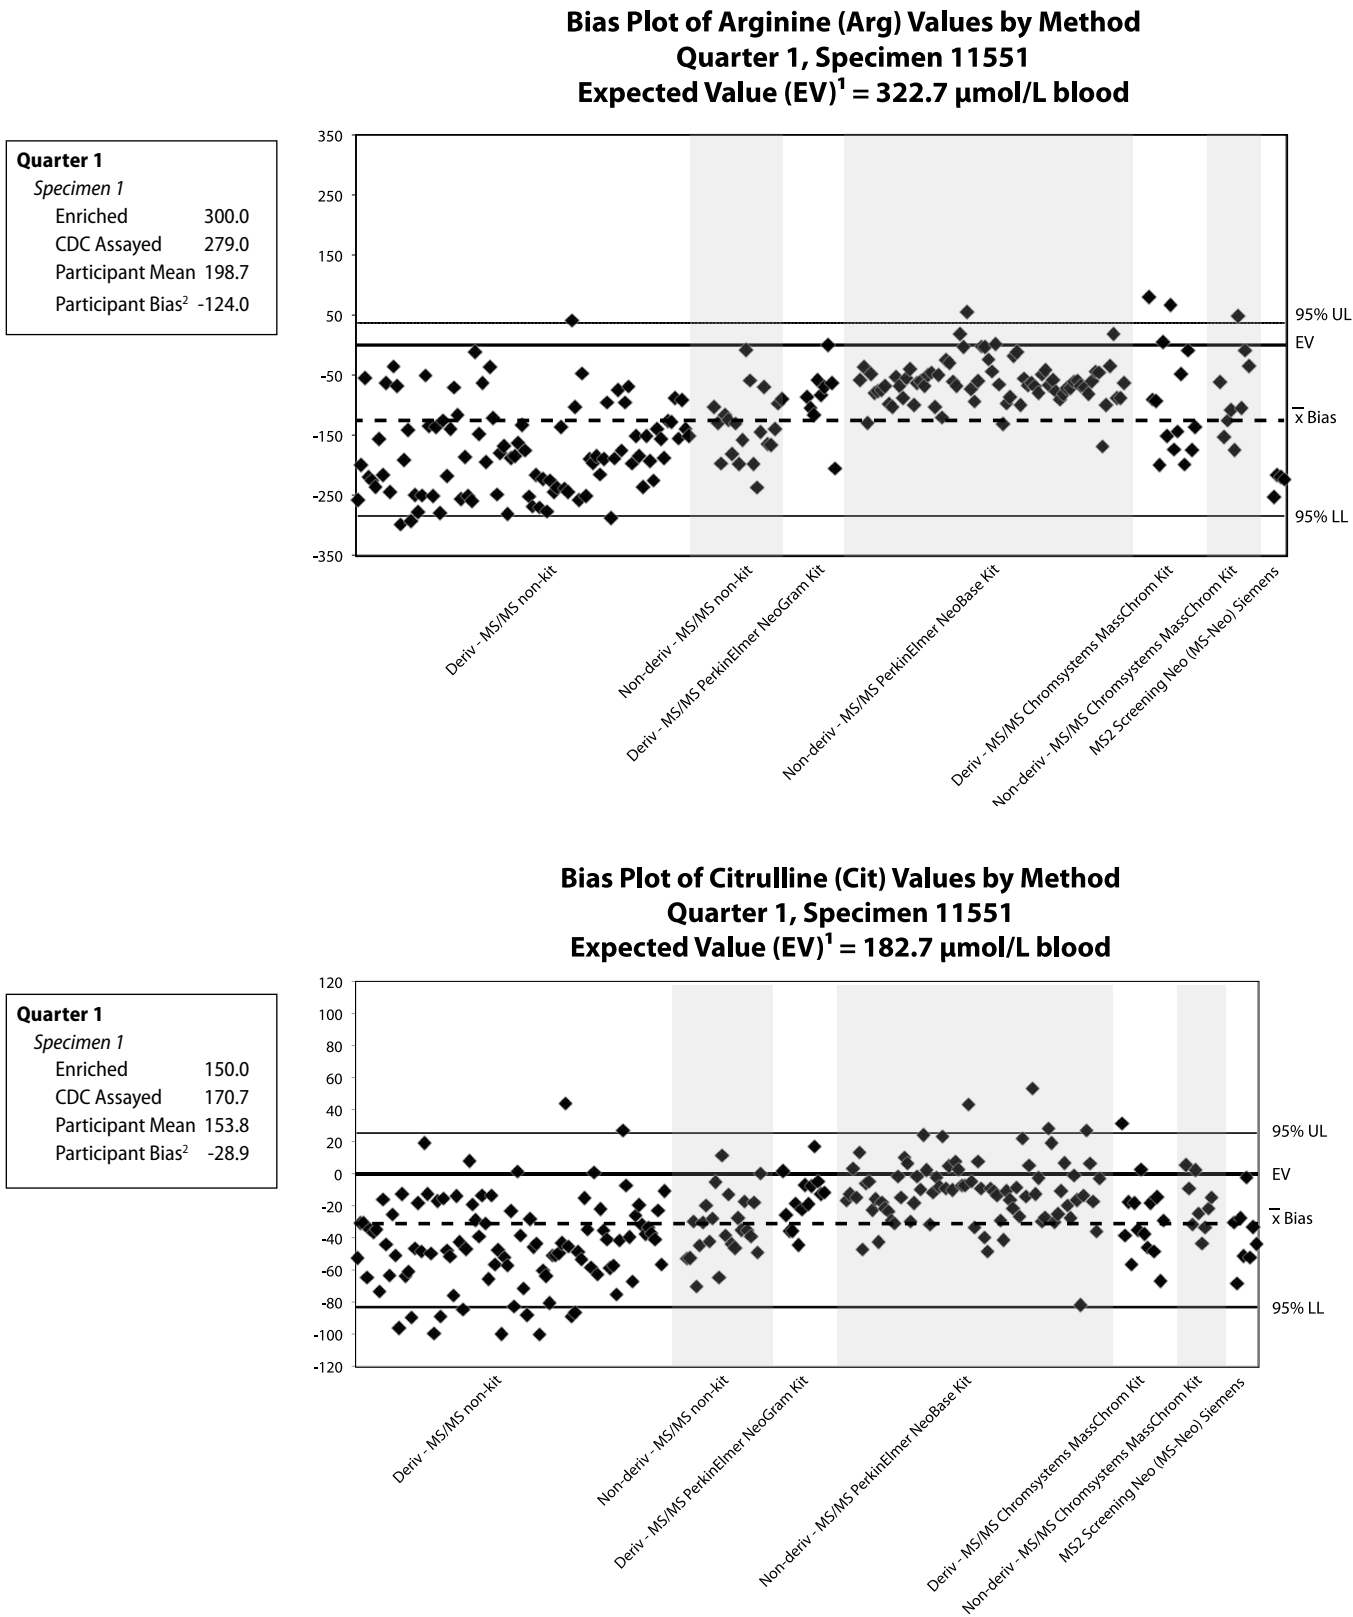 Bias Plot of Arginine (Arg) Values by Method
Quarter 1, Specimen 11551
Expected Value (EV)¹ = 322.7 µmol/L blood
Quarter 1
Specimen 1
Enriched 300.0
CDC Assayed 279.0
Participant Mean 198.7
Participant Bias² -124.0
350
250
150
50
-50
-150
-250
-350
95% UL
EV
x̅ Bias
95% LL
Deriv - MS/MS non-kit
Non-deriv - MS/MS non-kit
Deriv - MS/MS PerkinElmer NeoGram Kit
Non-deriv - MS/MS PerkinElmer NeoBase Kit
Deriv - MS/MS Chromsystems MassChrom Kit
Non-deriv - MS/MS Chromsystems MassChrom Kit
MS2 Screening Neo (MS-Neo) Siemens
Bias Plot of Citrulline (Cit) Values by Method
Quarter 1, Specimen 11551
Expected Value (EV)¹ = 182.7 µmol/L blood
Quarter 1
Specimen 1
Enriched 150.0
CDC Assayed 170.7
Participant Mean 153.8
Participant Bias² -28.9
120
100
80
60
40
20
0
-20
-40
-60
-80
-100
-120
95% UL
EV
x̅ Bias
95% LL
Deriv - MS/MS non-kit
Non-deriv - MS/MS non-kit
Deriv - MS/MS PerkinElmer NeoGram Kit
Non-deriv - MS/MS PerkinElmer NeoBase Kit
Deriv - MS/MS Chromsystems MassChrom Kit
Non-deriv - MS/MS Chromsystems MassChrom Kit
MS2 Screening Neo (MS-Neo) Siemens